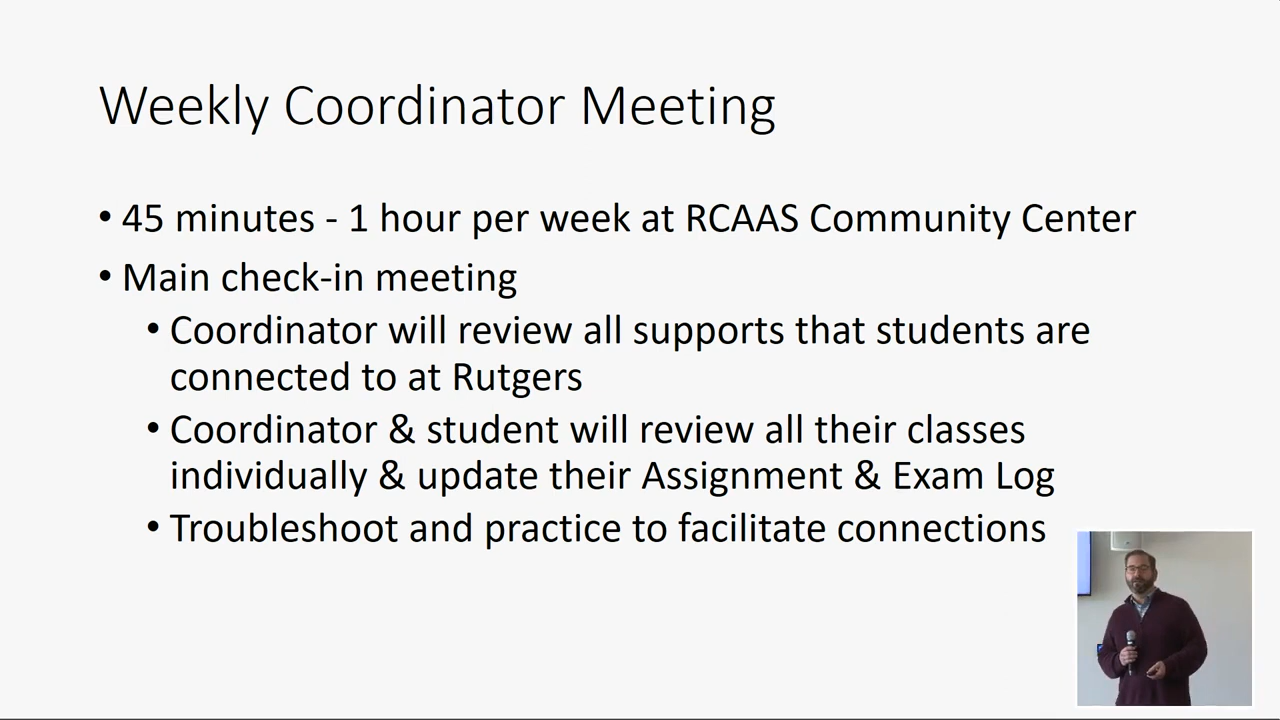 Weekly Coordinator Meeting
• 45 minutes - 1 hour per week at RCAAS Community Center
• Main check-in meeting
• Coordinator will review all supports that students are
connected to at Rutgers
• Coordinator & student will review all their classes
individually & update their Assignment & Exam Log
• Troubleshoot and practice to facilitate connections